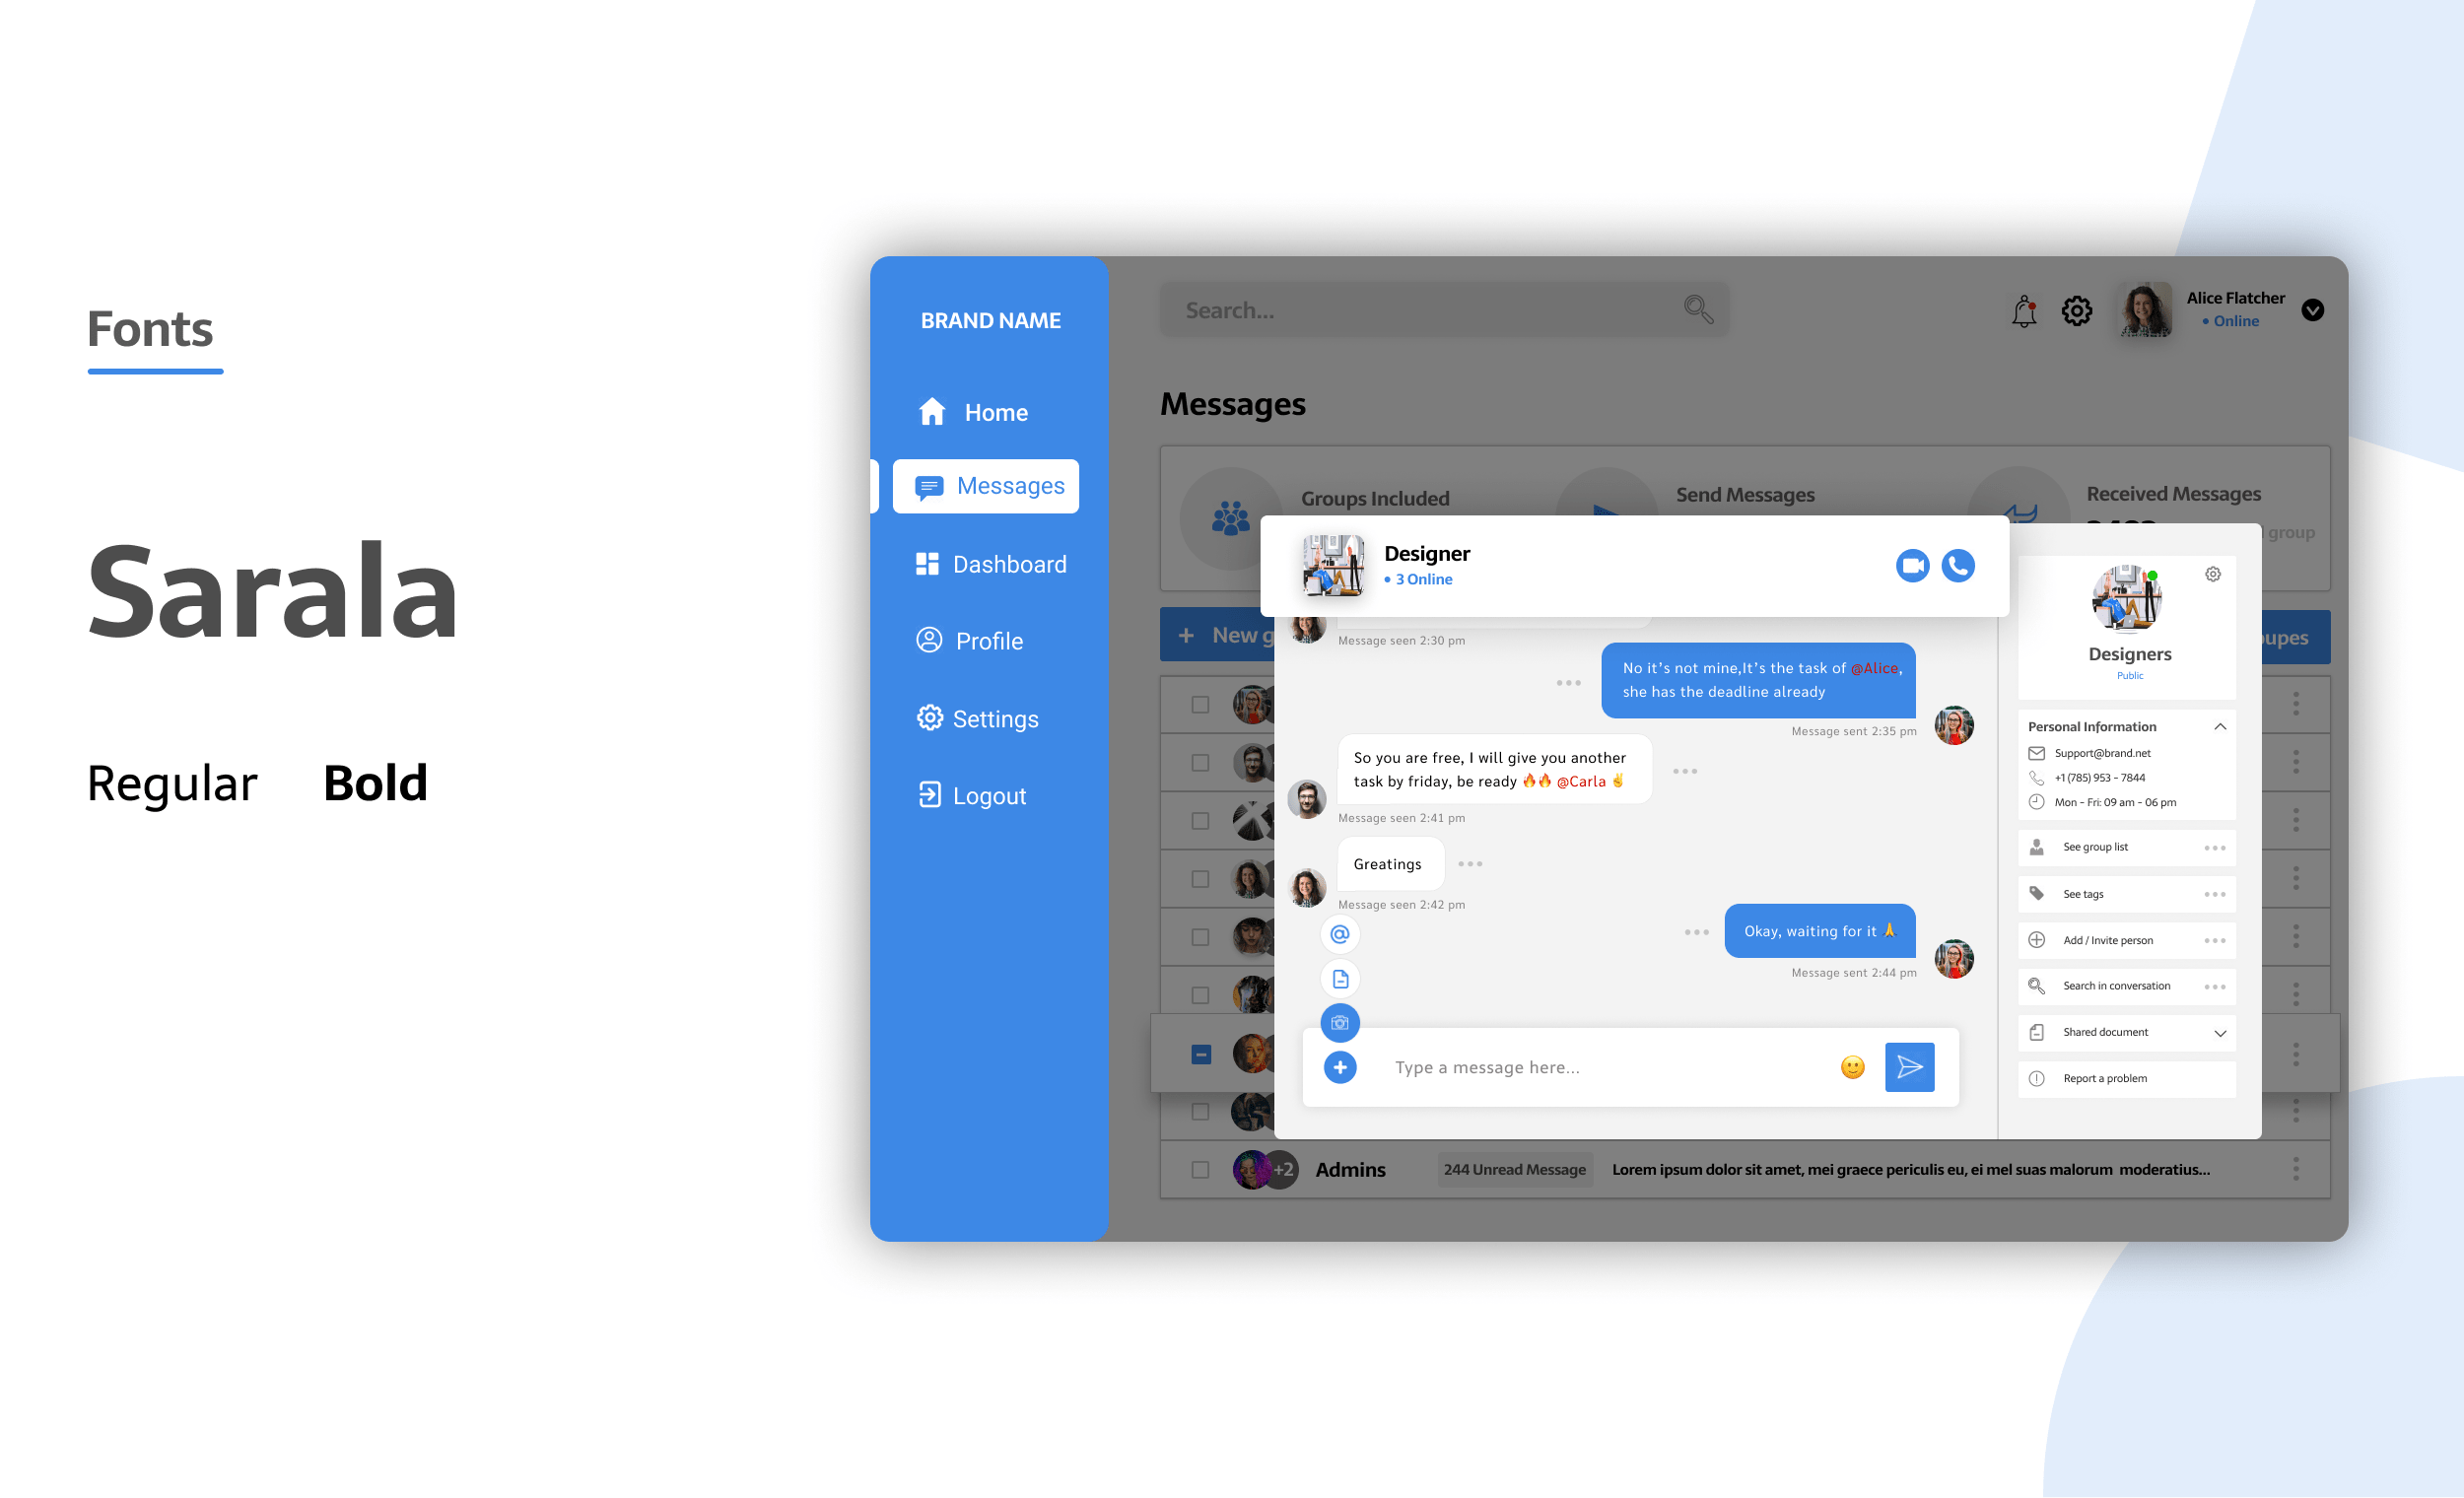 Fonts
Sarala
Regular Bold
BRAND NAME
Home
Messages
Dashboard
Profile
Settings
Logout
Search...
Alice Flatcher
• Online
Messages
Groups Included
Send Messages
Received Messages
group
+ New g
oupes
Designer
• 3 Online
Message seen 2:30 pm
No it's not mine,It's the task of @Alice,
she has the deadline already
Message sent 2:35 pm
So you are free, I will give you another
task by friday, be ready 🔥🔥 @Carla ✌
Message seen 2:41 pm
Greatings
Message seen 2:42 pm
Okay, waiting for it 🙏
Message sent 2:44 pm
Type a message here...
Designers
Public
Personal Information
Support@brand.net
+1 (785) 953 - 7844
Mon - Fri: 09 am - 06 pm
See group list
See tags
Add / Invite person
Search in conversation
Shared document
Report a problem
+2 Admins
244 Unread Message
Lorem ipsum dolor sit amet, mei graece periculis eu, ei mel suas malorum moderatius...